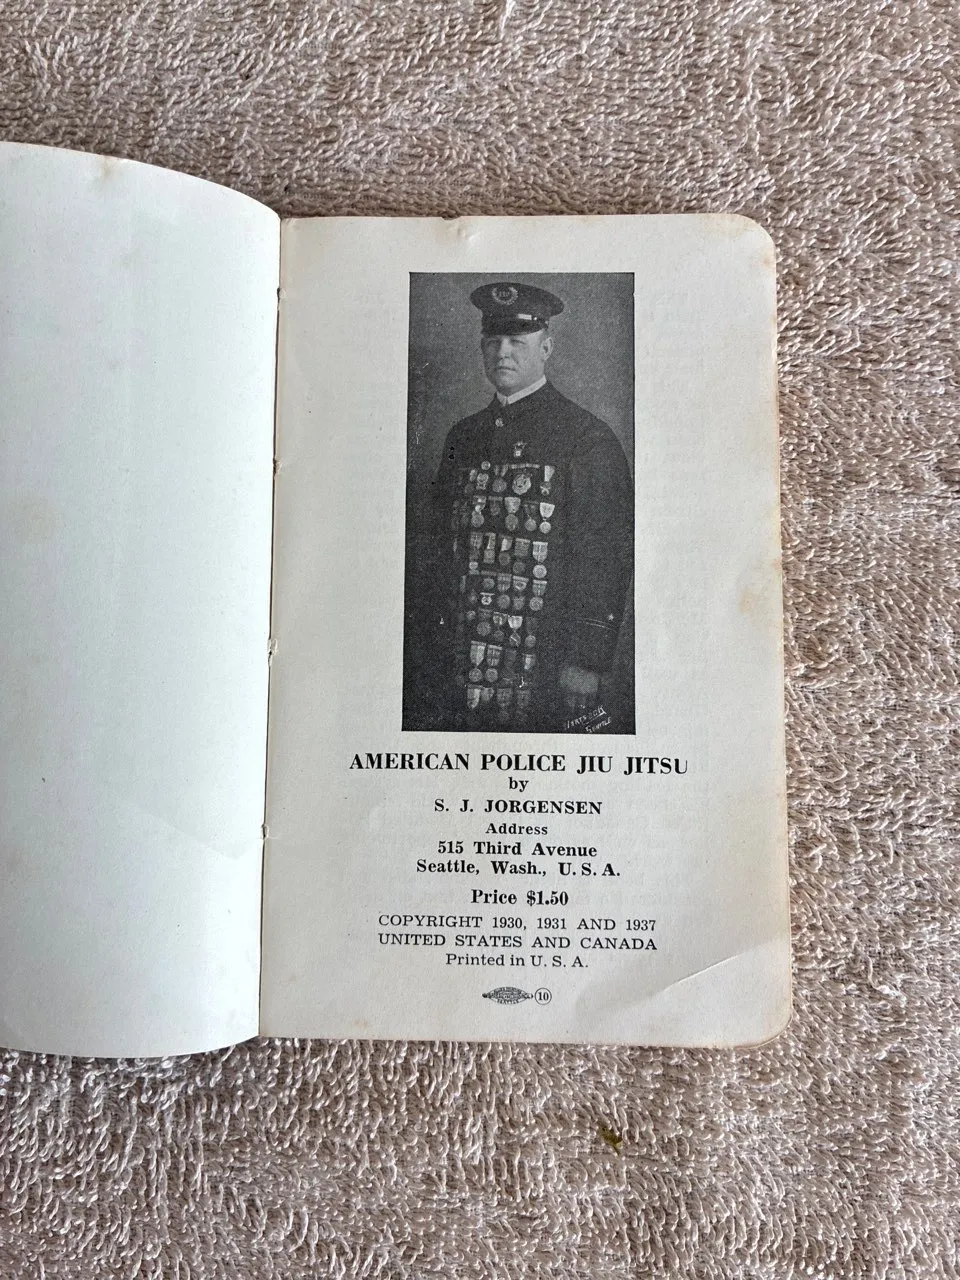 AMERICAN POLICE JIU JITSU
by
S. J. JORGENSEN
Address
515 Third Avenue
Seattle, Wash., U. S. A.
Price $1.50
COPYRIGHT 1930, 1931 AND 1937
UNITED STATES AND CANADA
Printed in U. S. A.
SEATTLE
10